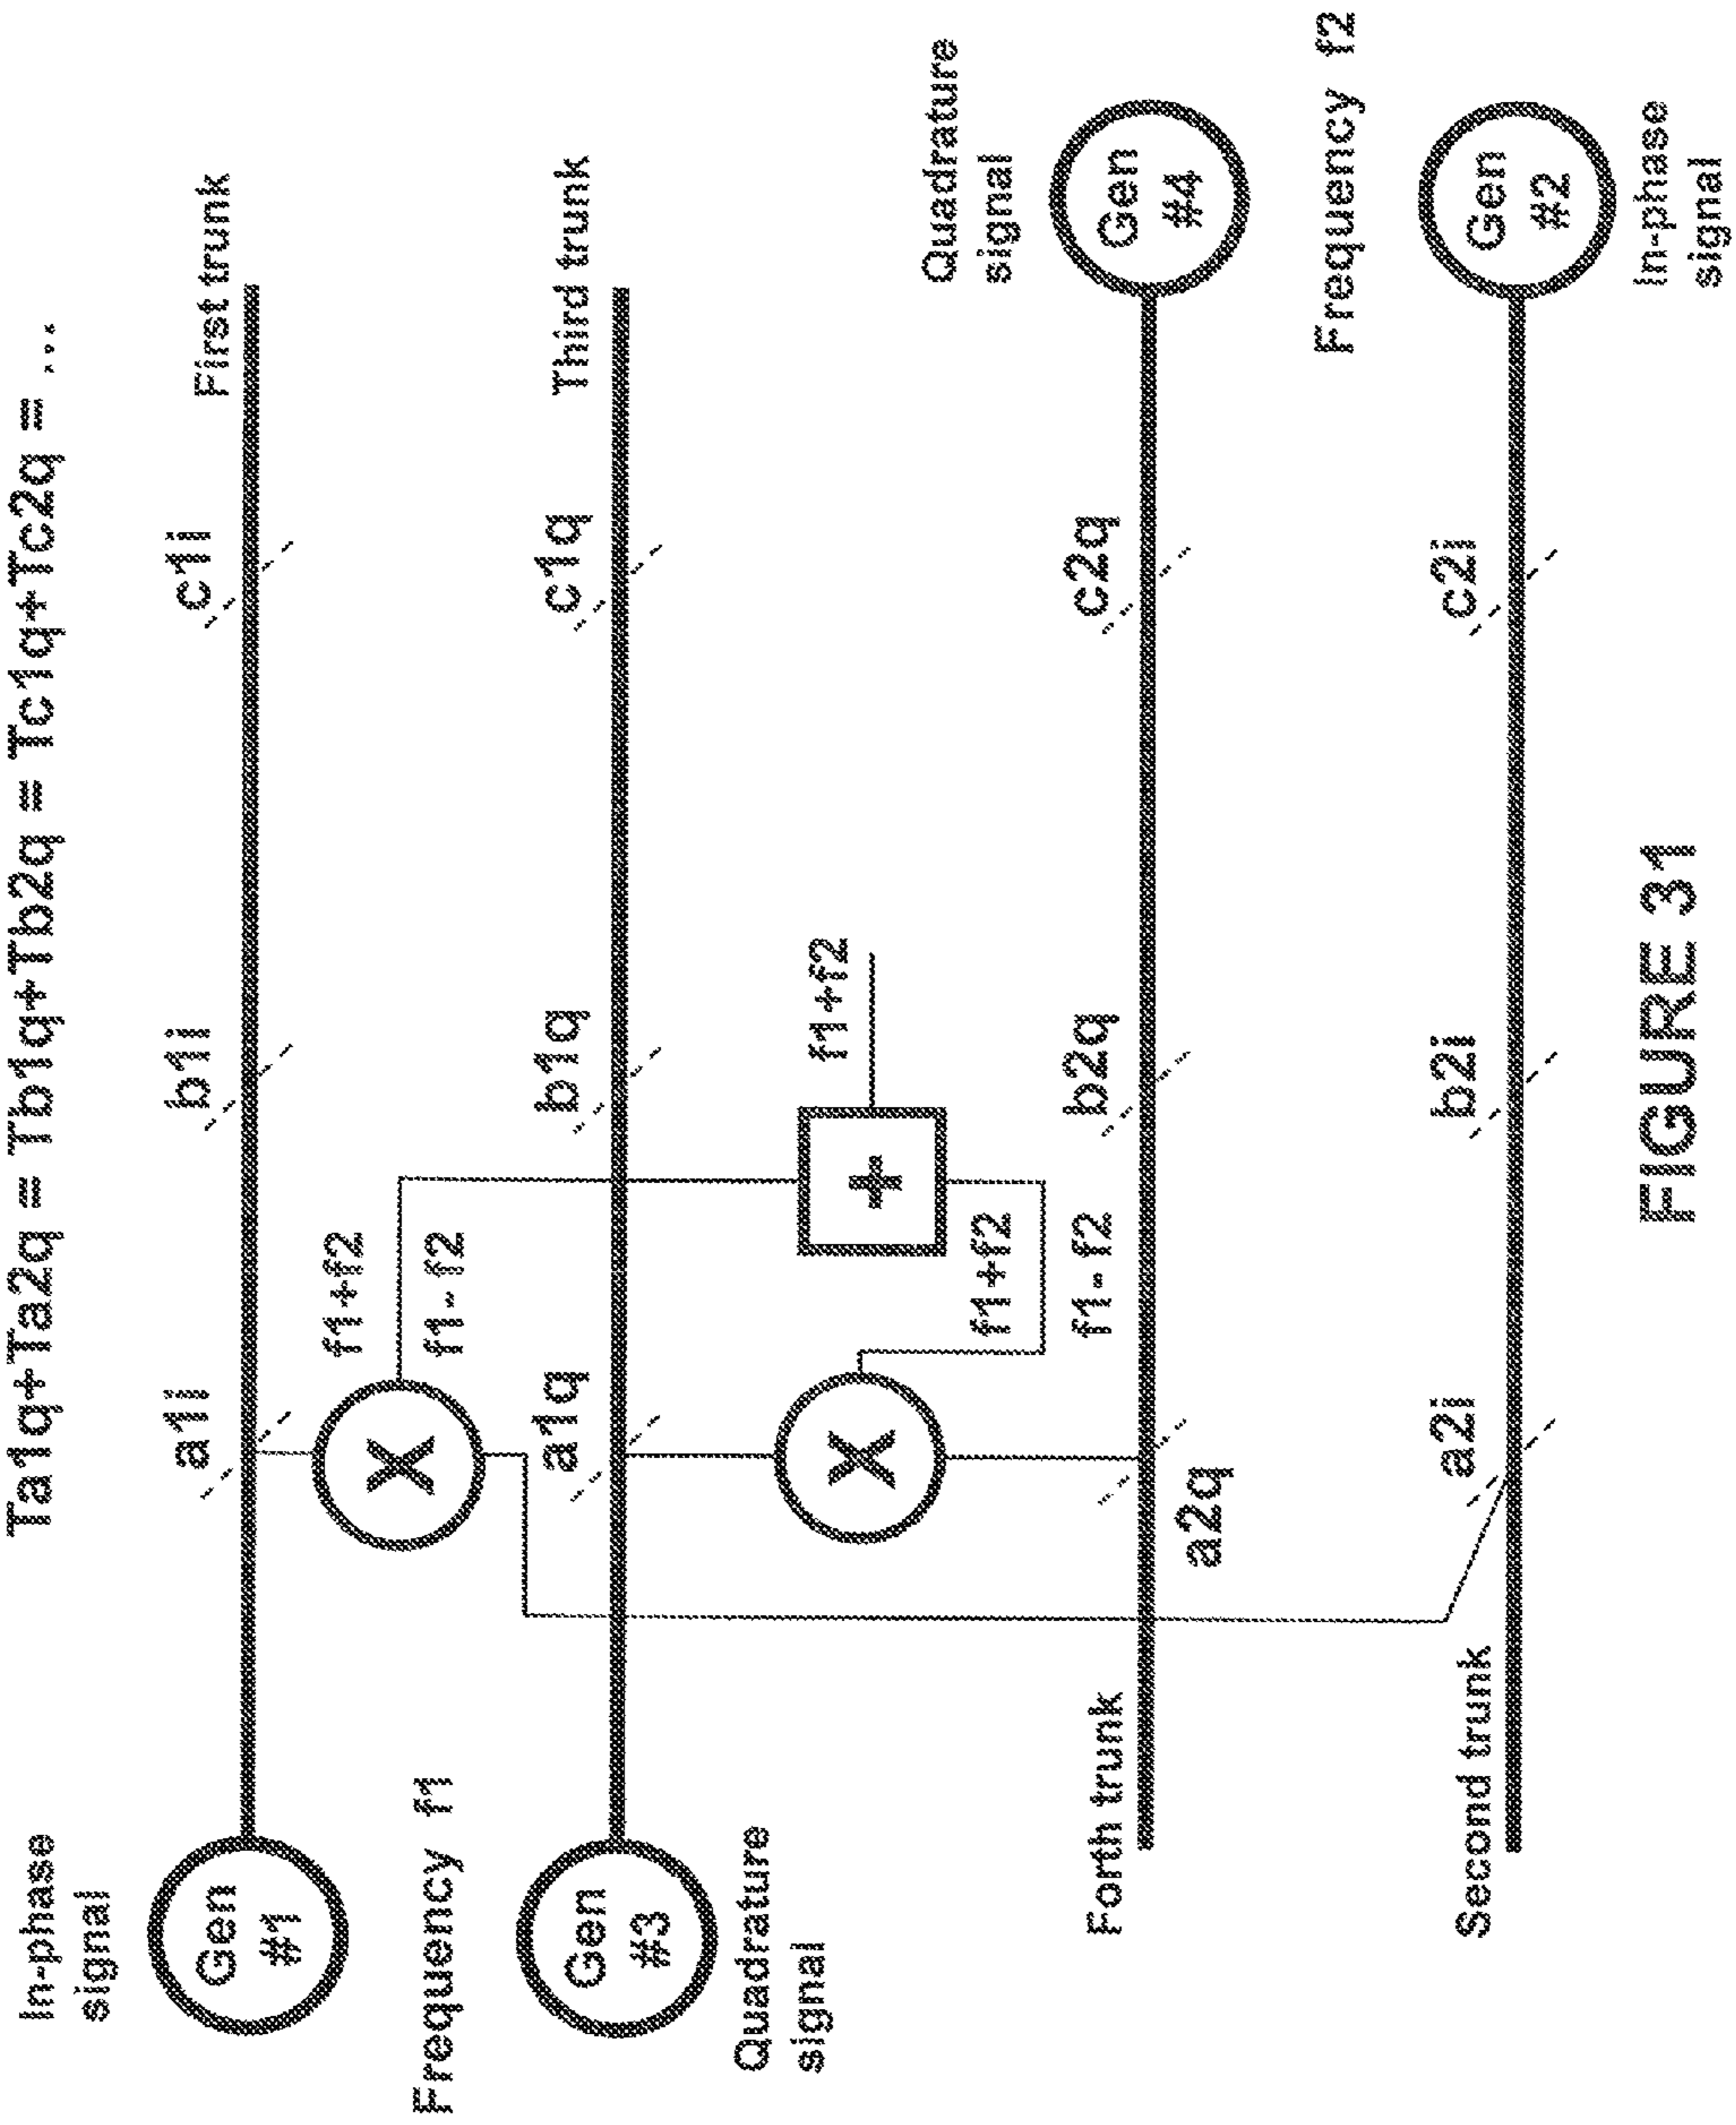 Ta1q+Ta2q = Tb1q+Tb2q = Tc1q+Tc2q = ...
In-phase
signal
Gen
#1
a1i
b1i
c1i
First trunk
X
f1+f2
f1-f2
Frequency f1
Gen
#3
a1q
b1q
c1q
Third trunk
Quadrature
signal
X
f1+f2
f1-f2
+
f1+f2
Quadrature
signal
Forth trunk
a2q
b2q
c2q
Gen
#4
Frequency f2
Second trunk
a2i
b2i
c2i
Gen
#2
In-phase
signal
FIGURE 31